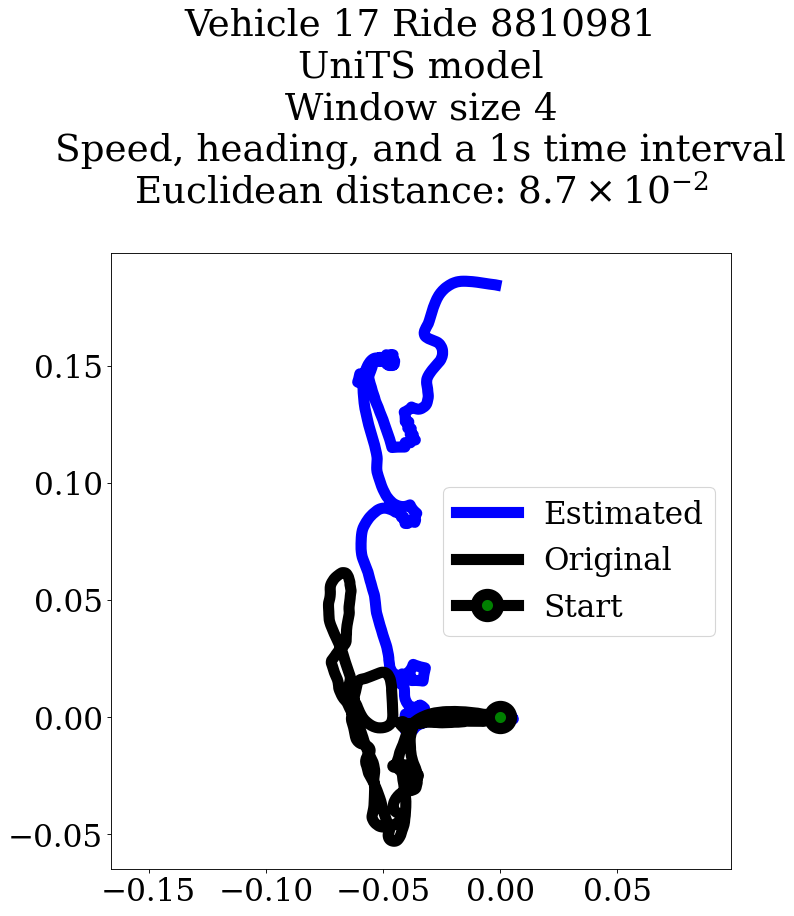 Vehicle 17 Ride 8810981
UniTS model
Window size 4
Speed, heading, and a 1s time interval
Euclidean distance: 8.7 × 10⁻²
0.15
0.10
0.05
0.00
−0.05
Estimated
Original
Start
−0.15 −0.10 −0.05 0.00 0.05